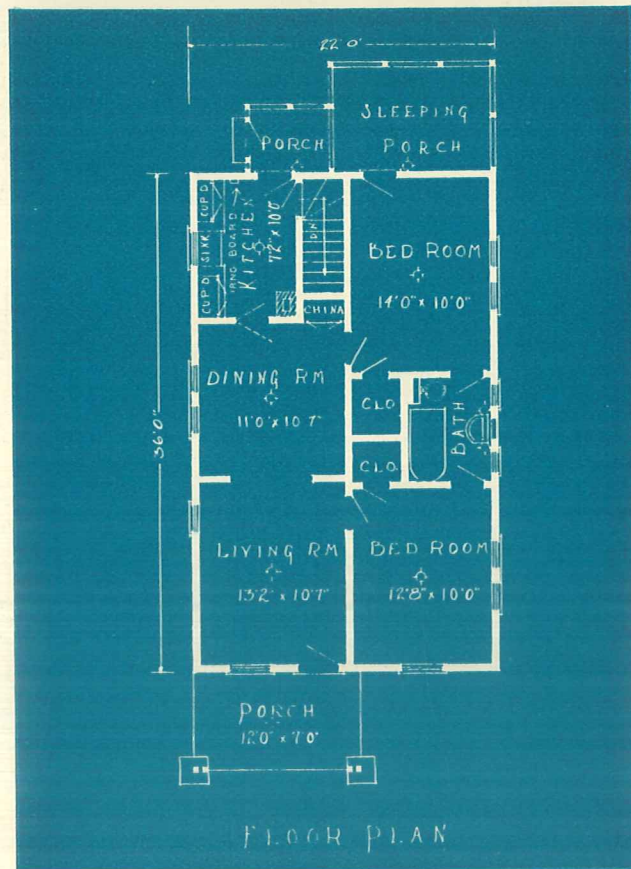 22'0"
SLEEPING
PORCH
PORCH
CUP'D
SINK
CUP'D
IRNG BOARD
KITCHEN
7'2" x 10'0"
DN
CHINA
BED ROOM
14'0" x 10'0"
DINING RM
11'0" x 10'7"
CLO.
BATH
CLO.
36'0"
LIVING RM
13'2" x 10'7"
BED ROOM
12'8" x 10'0"
PORCH
12'0" x 7'0"
FLOOR PLAN